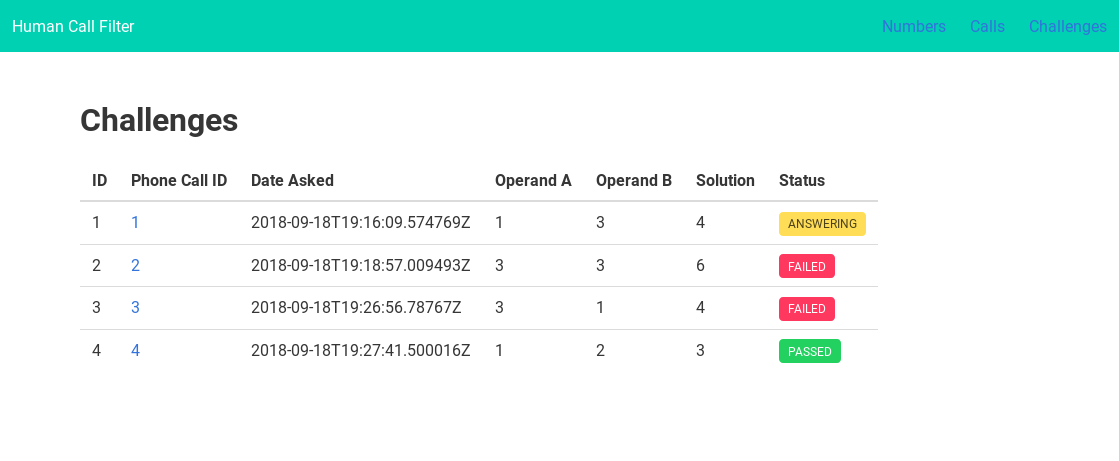 Human Call Filter Numbers Calls Challenges
Challenges
ID Phone Call ID Date Asked Operand A Operand B Solution Status
1 1 2018-09-18T19:16:09.574769Z 1 3 4 ANSWERING
2 2 2018-09-18T19:18:57.009493Z 3 3 6 FAILED
3 3 2018-09-18T19:26:56.78767Z 3 1 4 FAILED
4 4 2018-09-18T19:27:41.500016Z 1 2 3 PASSED